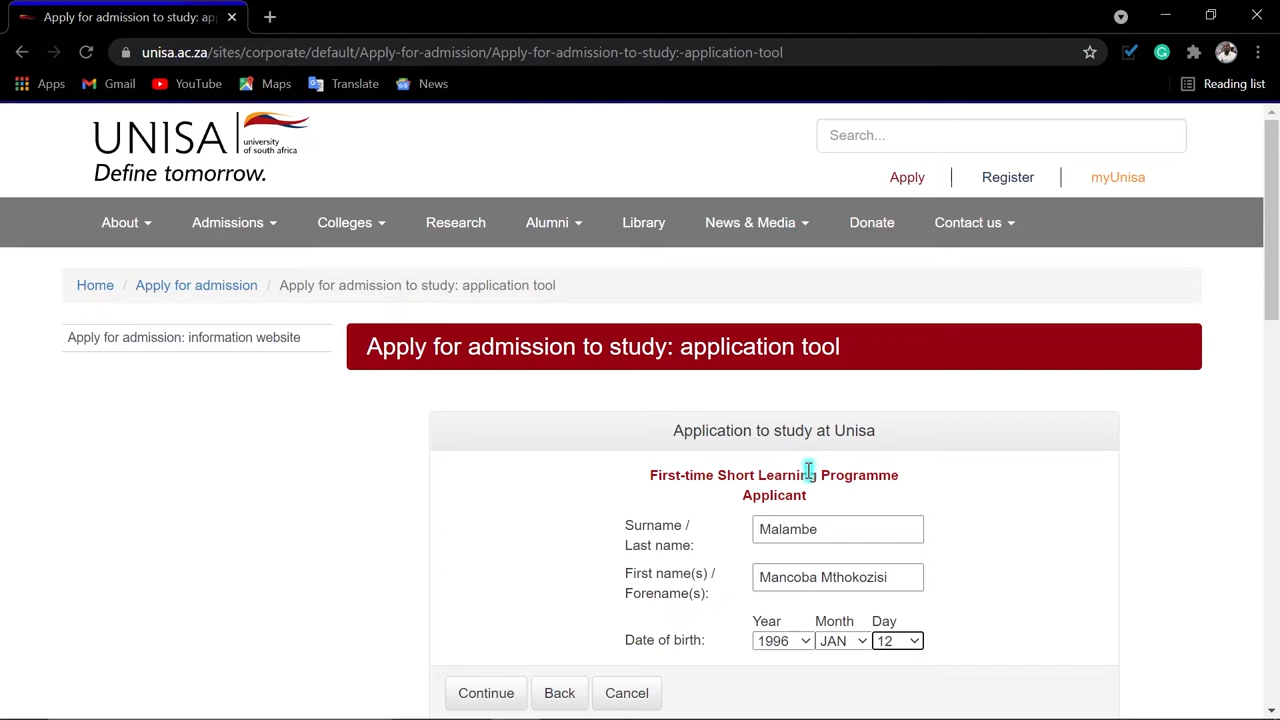 Apply for admission to study: ap
unisa.ac.za/sites/corporate/default/Apply-for-admission/Apply-for-admission-to-study:-application-tool
Apps Gmail YouTube Maps Translate News Reading list
UNISA university of south africa
Define tomorrow.
Search...
Apply Register myUnisa
About Admissions Colleges Research Alumni Library News & Media Donate Contact us
Home / Apply for admission / Apply for admission to study: application tool
Apply for admission: information website
Apply for admission to study: application tool
Application to study at Unisa
First-time Short Learning Programme
Applicant
Surname /
Last name:
Malambe
First name(s) /
Forename(s):
Mancoba Mthokozisi
Year Month Day
Date of birth: 1996 JAN 12
Continue Back Cancel